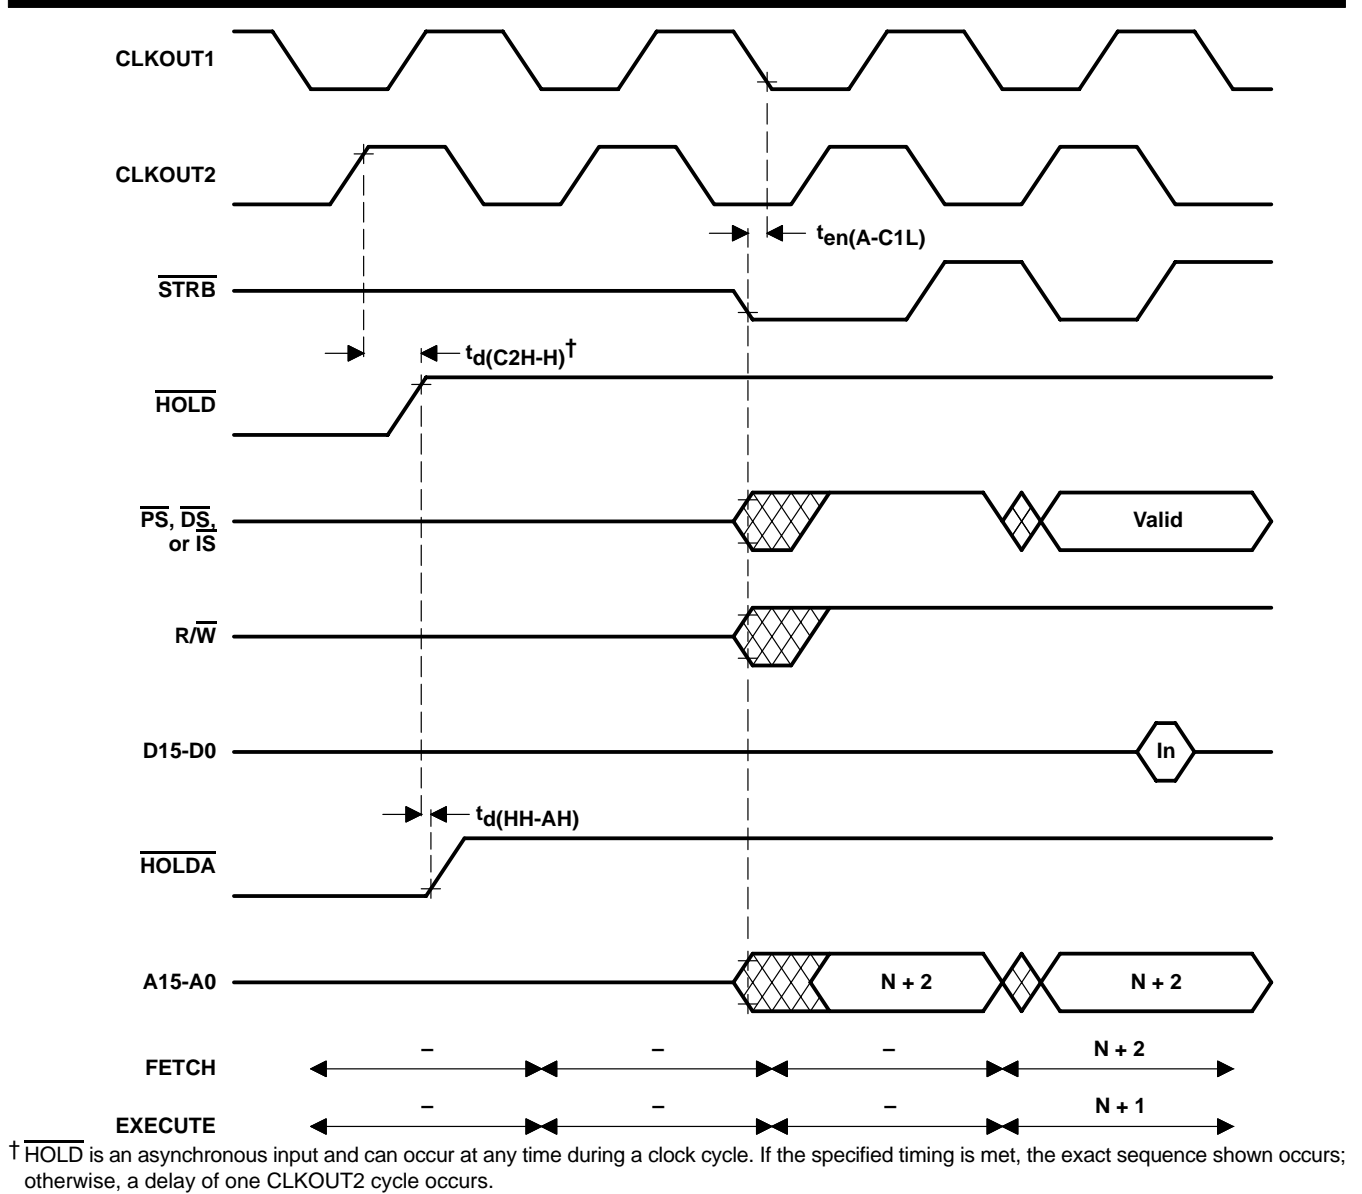 CLKOUT1
CLKOUT2
ten(A-C1L)
STRB
td(C2H-H)†
HOLD
PS, DS,
or IS
Valid
R/W
D15-D0
In
td(HH-AH)
HOLDA
A15-A0
N + 2
N + 2
– – – N + 2
FETCH
– – – N + 1
EXECUTE
† HOLD is an asynchronous input and can occur at any time during a clock cycle. If the specified timing is met, the exact sequence shown occurs;
otherwise, a delay of one CLKOUT2 cycle occurs.